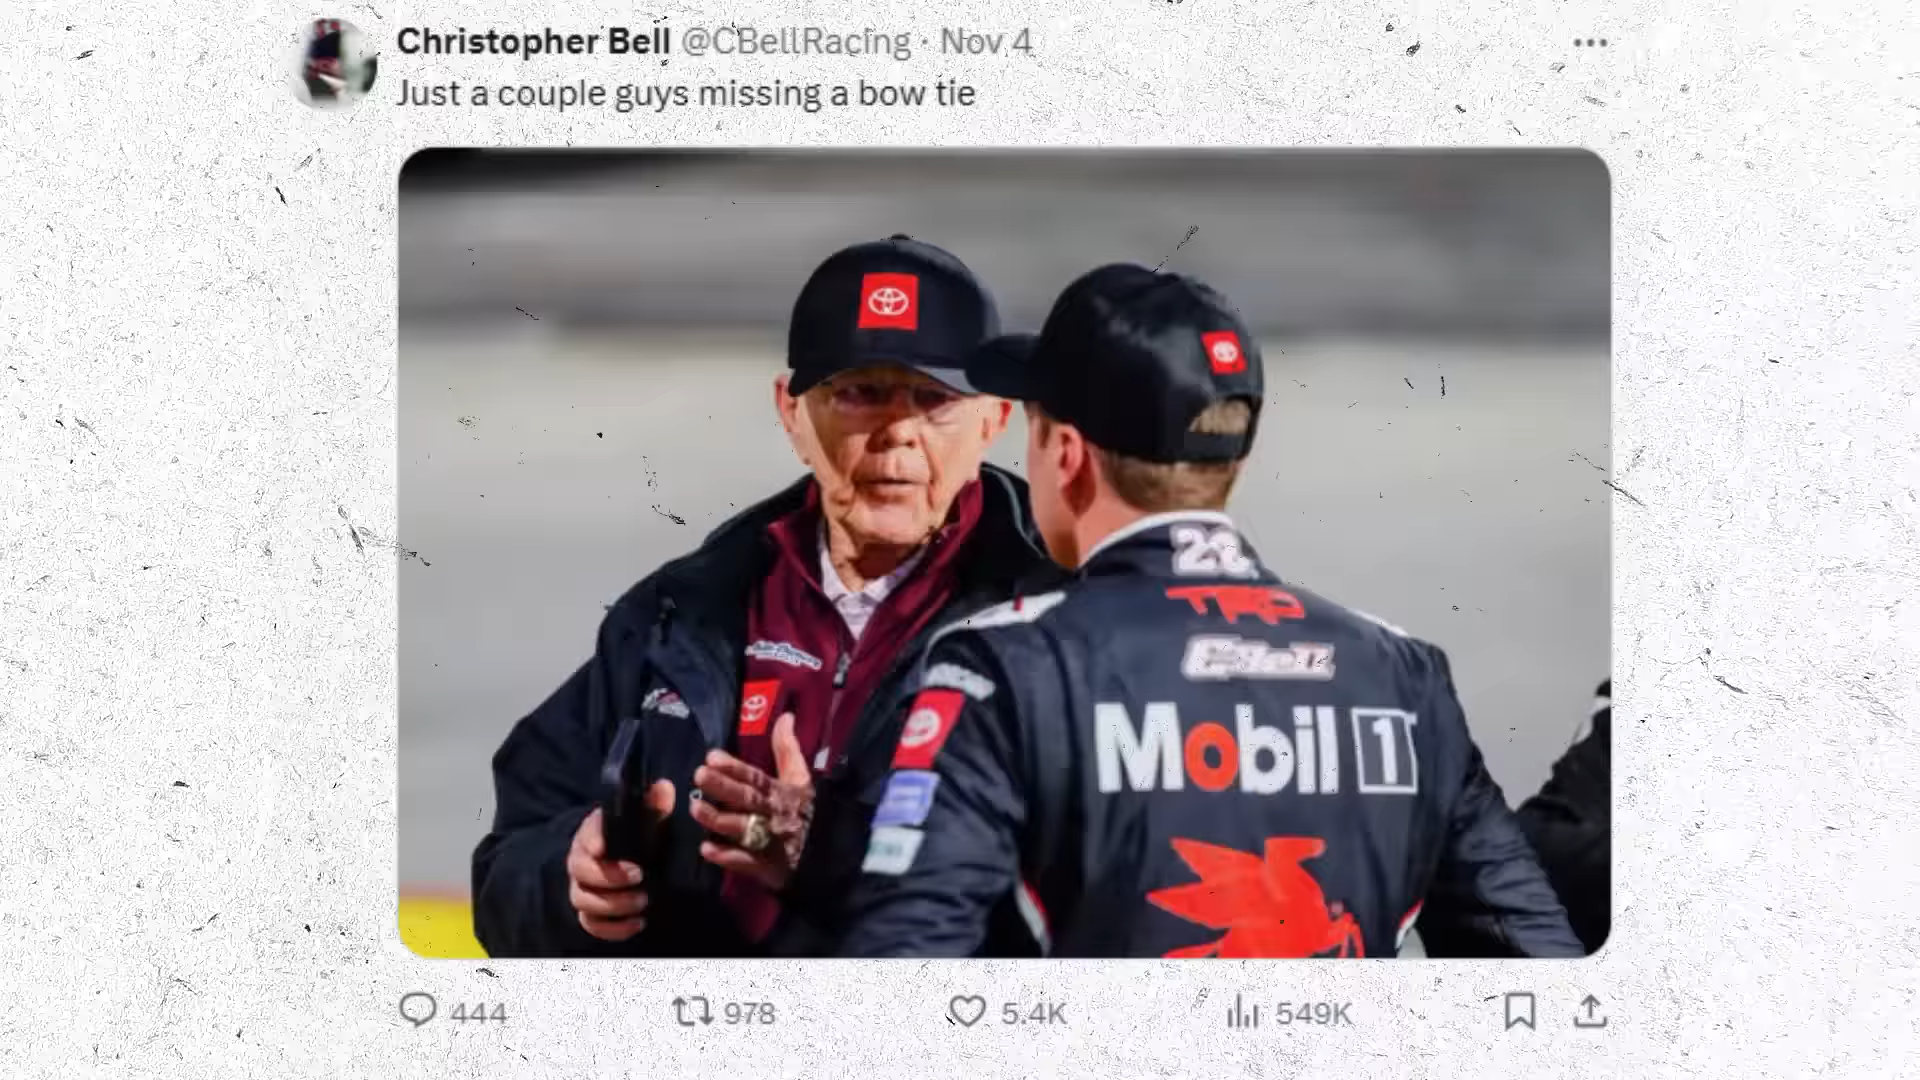 Christopher Bell @CBellRacing · Nov 4
Just a couple guys missing a bow tie
20
TRD
Bell
Mobil 1
444 978 5.4K 549K